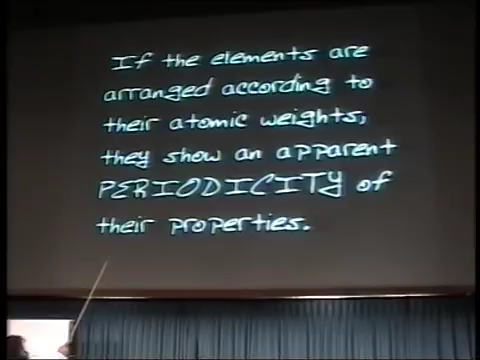 If the elements are
arranged according to
their atomic weights,
they show an apparent
PERIODICITY of
their properties.